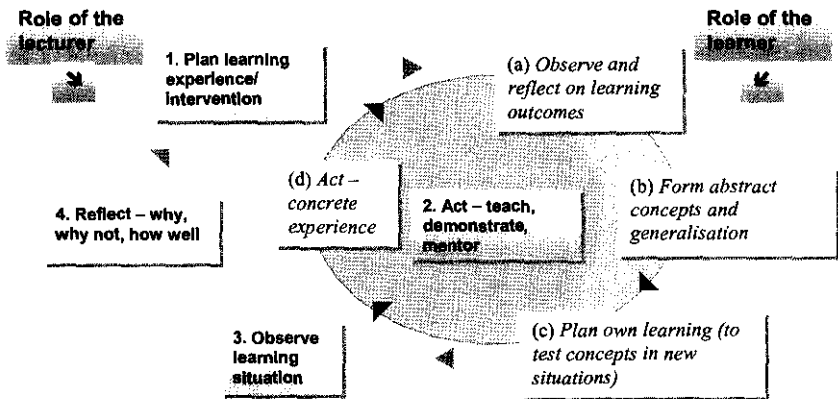 Role of the
lecturer
Role of the
learner
1. Plan learning
experience/
intervention
(a) Observe and
reflect on learning
outcomes
(d) Act –
concrete
experience
2. Act – teach,
demonstrate,
mentor
(b) Form abstract
concepts and
generalisation
4. Reflect – why,
why not, how well
3. Observe
learning
situation
(c) Plan own learning (to
test concepts in new
situations)